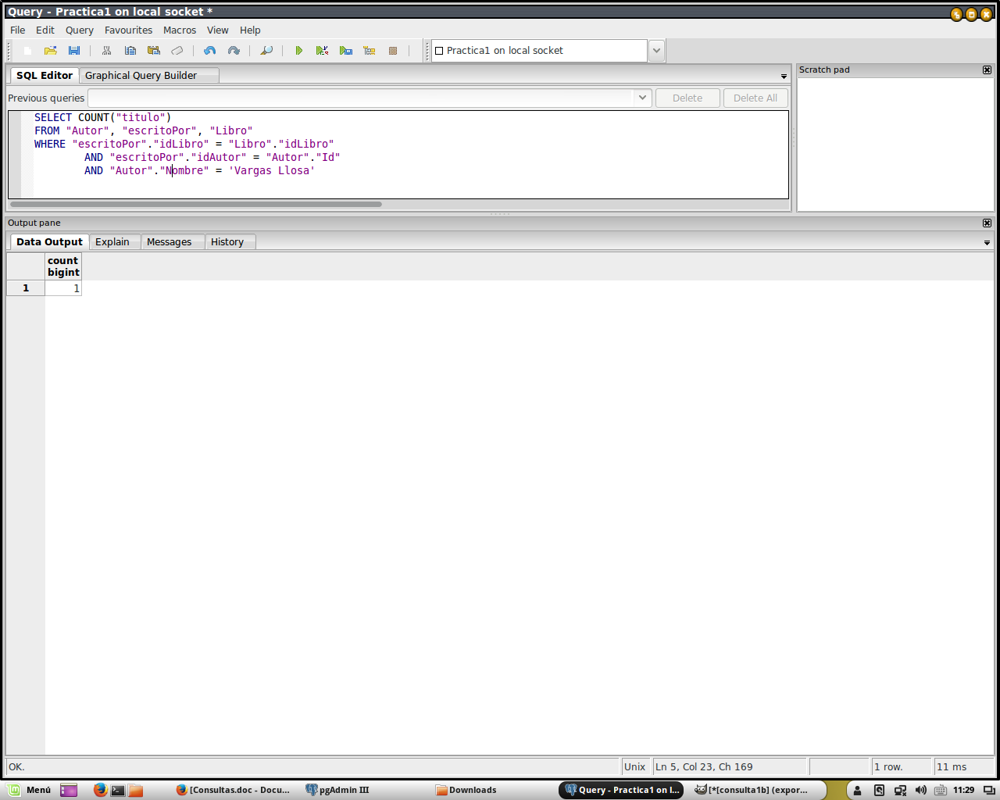 Query - Practica1 on local socket *
File Edit Query Favourites Macros View Help
Practica1 on local socket
SQL Editor Graphical Query Builder
Previous queries Delete Delete All
SELECT COUNT("titulo")
FROM "Autor", "escritoPor", "Libro"
WHERE "escritoPor"."idLibro" = "Libro"."idLibro"
AND "escritoPor"."idAutor" = "Autor"."Id"
AND "Autor"."Nombre" = 'Vargas Llosa'
Scratch pad
Output pane
Data Output Explain Messages History
count
bigint
1 1
OK. Unix Ln 5, Col 23, Ch 169 1 row. 11 ms
Menú [Consultas.doc - Docu... pgAdmin III Downloads Query - Practica1 on l... [*[consulta1b] (expor... 11:29